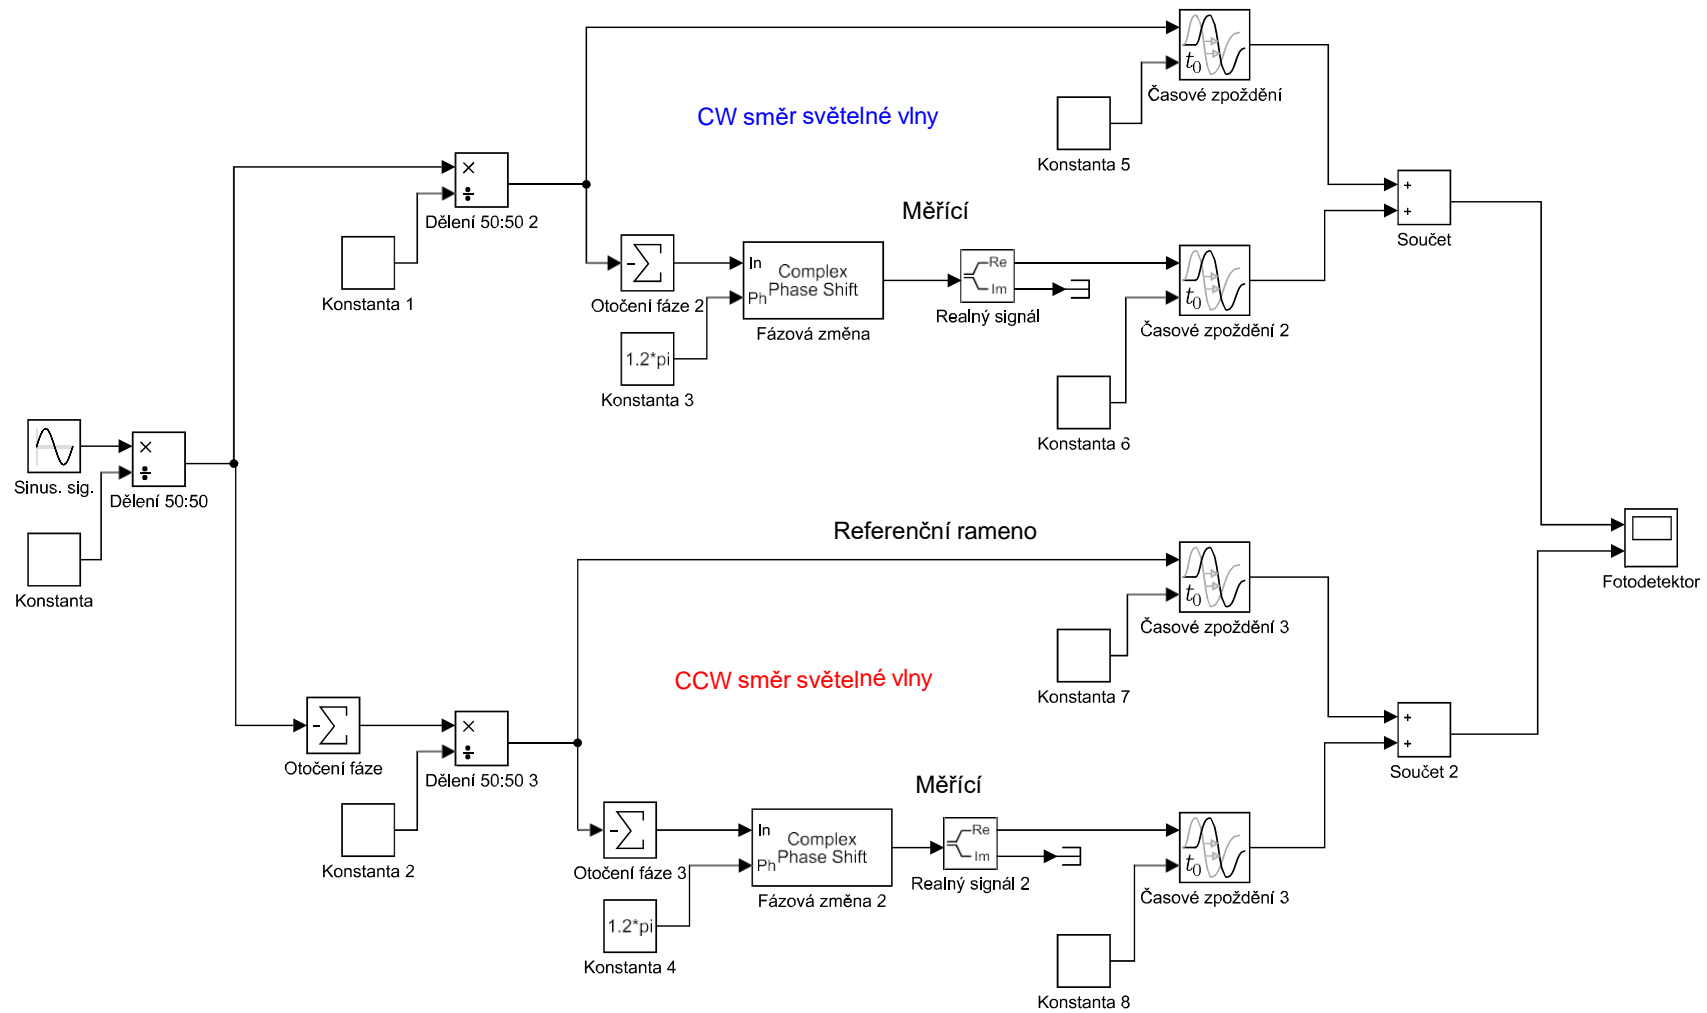 t0
Časové zpoždění
CW směr světelné vlny
Konstanta 5
×
÷
Dělení 50:50 2
Měřící
+
+
Součet
Konstanta 1
-Σ
Otočení fáze 2
In
Ph
Complex
Phase Shift
Fázová změna
Re
Im
Realný signál
t0
Časové zpoždění 2
1.2*pi
Konstanta 3
Konstanta 6
Sinus. sig.
×
÷
Dělení 50:50
Konstanta
Referenční rameno
t0
Časové zpoždění 3
Fotodetektor
CCW směr světelné vlny
Konstanta 7
-Σ
Otočení fáze
×
÷
Dělení 50:50 3
+
+
Součet 2
Měřící
Konstanta 2
-Σ
Otočení fáze 3
In
Ph
Complex
Phase Shift
Fázová změna 2
Re
Im
Realný signál 2
t0
Časové zpoždění 3
1.2*pi
Konstanta 4
Konstanta 8